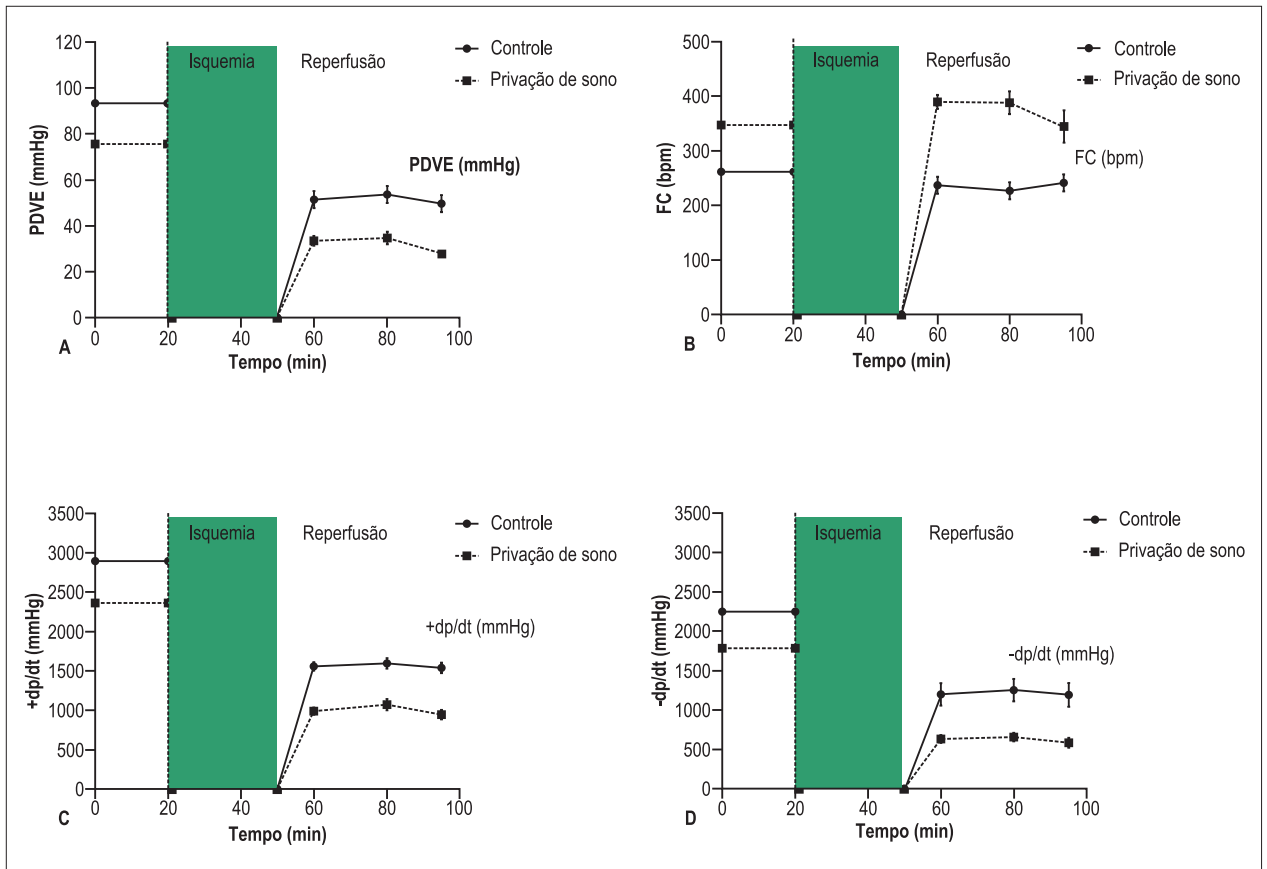 120
100
80
60
40
20
0
PDVE (mmHg)
Isquemia
Reperfusão
Controle
Privação de sono
PDVE (mmHg)
0 20 40 60 80 100
A
Tempo (min)
500
400
300
200
100
0
FC (bpm)
Isquemia
Reperfusão
Controle
Privação de sono
FC (bpm)
0 20 40 60 80 100
B
Tempo (min)
3500
3000
2500
2000
1500
1000
500
0
+dp/dt (mmHg)
Isquemia
Reperfusão
Controle
Privação de sono
+dp/dt (mmHg)
0 20 40 60 80 100
C
Tempo (min)
3500
3000
2500
2000
1500
1000
500
0
-dp/dt (mmHg)
Isquemia
Reperfusão
Controle
Privação de sono
-dp/dt (mmHg)
0 20 40 60 80 100
D
Tempo (min)